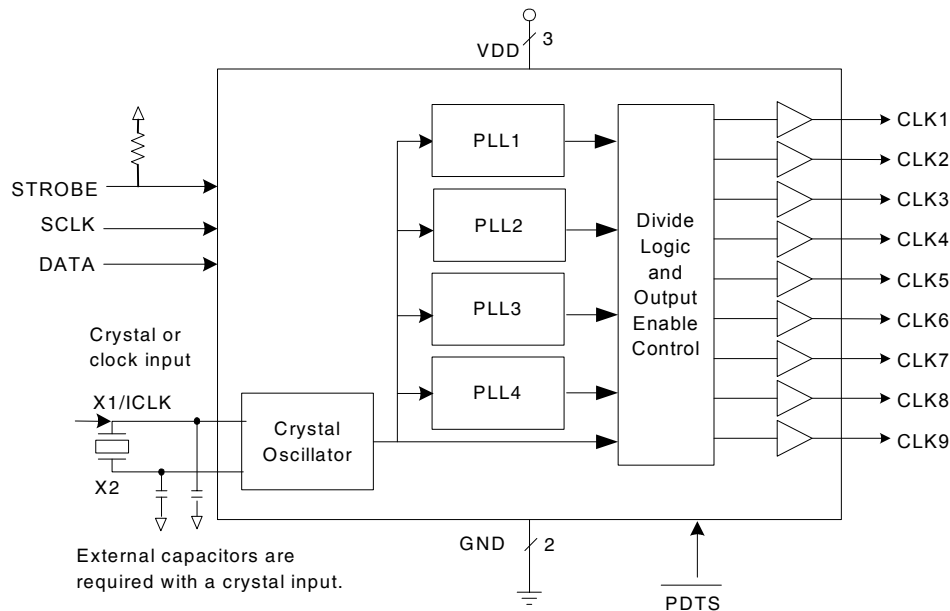 VDD
3
STROBE
SCLK
DATA
Crystal or
clock input
X1/ICLK
X2
External capacitors are
required with a crystal input.
Crystal
Oscillator
PLL1
PLL2
PLL3
PLL4
Divide
Logic
and
Output
Enable
Control
CLK1
CLK2
CLK3
CLK4
CLK5
CLK6
CLK7
CLK8
CLK9
GND
2
PDTS